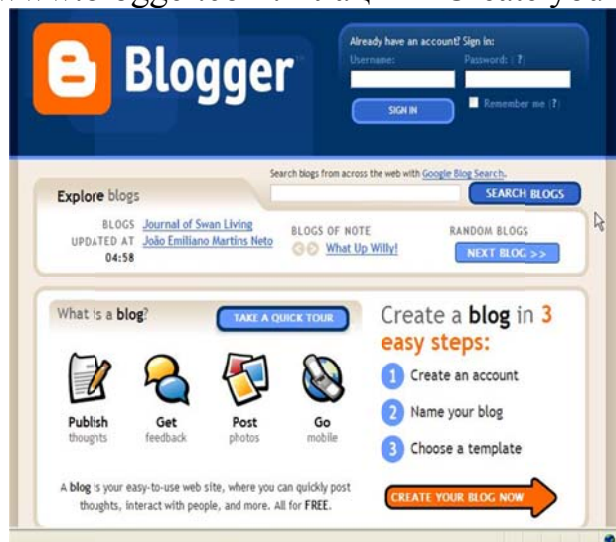 Already have an account? Sign in:
Username: Password: (?)
Blogger
SIGN IN Remember me (?)
Search blogs from across the web with Google Blog Search.
Explore blogs SEARCH BLOGS
BLOGS UPDATED AT 04:58
Journal of Swan Living
João Emiliano Martins Neto
BLOGS OF NOTE
What Up Willy!
RANDOM BLOGS
NEXT BLOG >>
What is a blog? TAKE A QUICK TOUR
Publish thoughts
Get feedback
Post photos
Go mobile
A blog is your easy-to-use web site, where you can quickly post
thoughts, interact with people, and more. All for FREE.
Create a blog in 3
easy steps:
1 Create an account
2 Name your blog
3 Choose a template
CREATE YOUR BLOG NOW